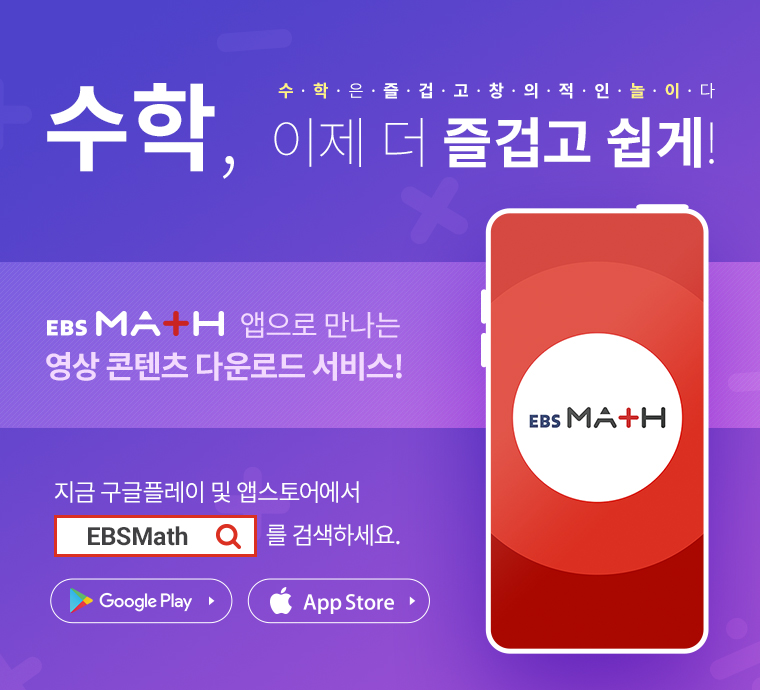 수·학·은·즐·겁·고·창·의·적·인·놀·이·다
수학, 이제 더 즐겁고 쉽게!
EBS MATH 앱으로 만나는
영상 콘텐츠 다운로드 서비스!
EBS MATH
지금 구글플레이 및 앱스토어에서
EBSMath 를 검색하세요.
Google Play
App Store